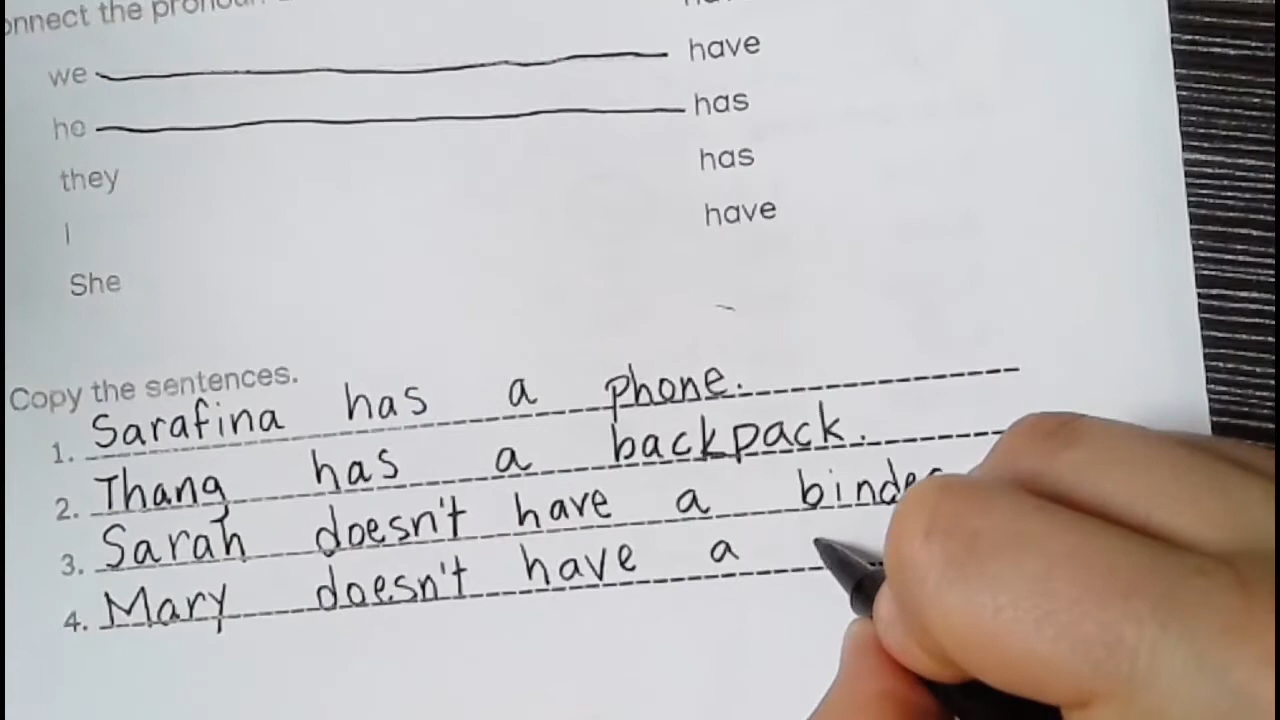 onnect the pronoun
we have
he has
they has
I have
She
Copy the sentences.
1. Sarafina has a phone.
2. Thang has a backpack.
3. Sarah doesn't have a binde
4. Mary doesn't have a